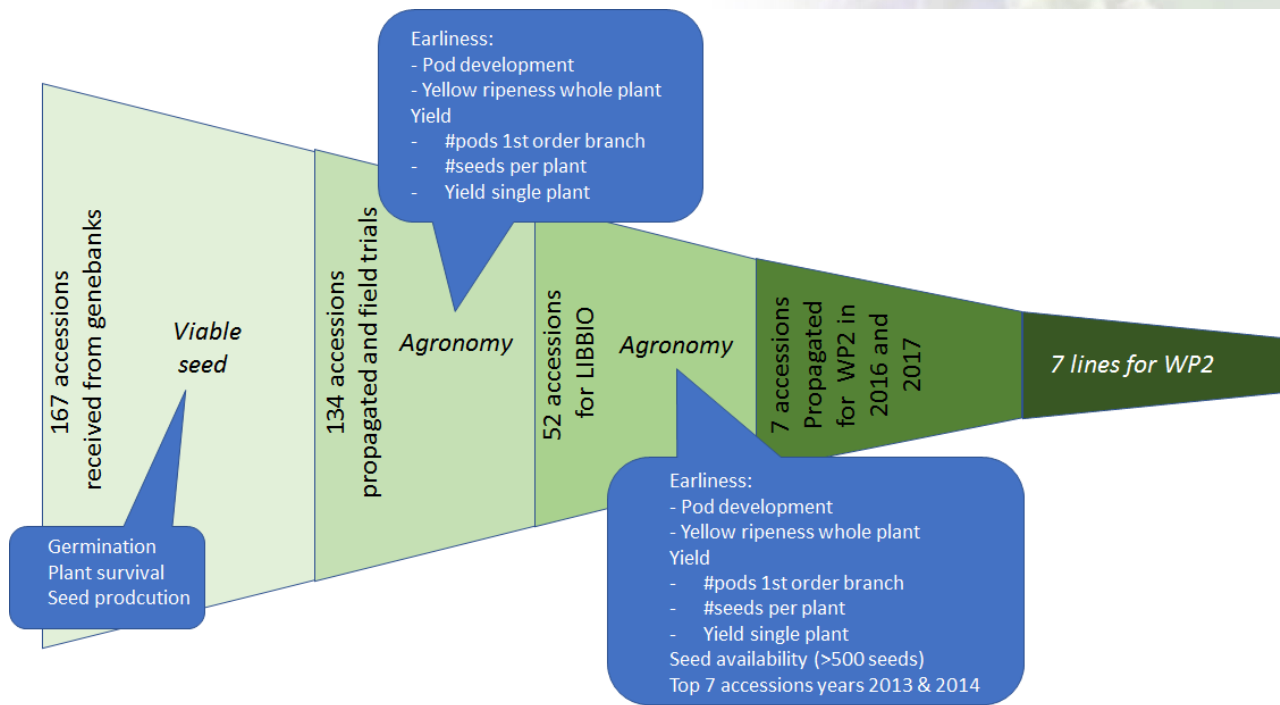 167 accessions
received from genebanks
Viable
seed
Germination
Plant survival
Seed prodcution
134 accessions
propagated and field trials
Agronomy
Earliness:
- Pod development
- Yellow ripeness whole plant
Yield
- #pods 1st order branch
- #seeds per plant
- Yield single plant
52 accessions
for LIBBIO
Agronomy
Earliness:
- Pod development
- Yellow ripeness whole plant
Yield
- #pods 1st order branch
- #seeds per plant
- Yield single plant
Seed availability (>500 seeds)
Top 7 accessions years 2013 & 2014
7 accessions
Propagated
for WP2 in
2016 and
2017
7 lines for WP2